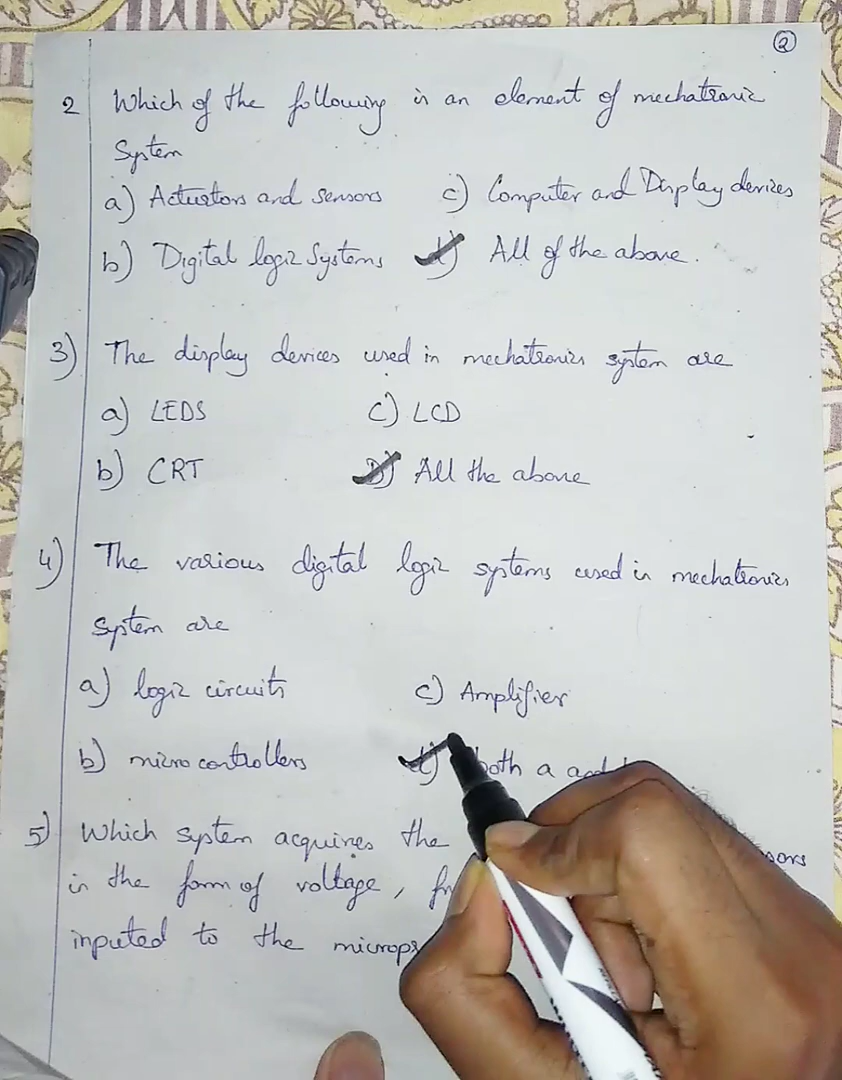 2
2 Which of the following is an element of mechatronic
System
a) Actuators and sensors c) Computer and Display devices
b) Digital logic Systems d) All of the above.
3) The display devices used in mechatronics system are
a) LEDS C) LCD
b) CRT D) All the above
4) The various digital logic systems used in mechatronics
System are
a) logic circuits c) Amplifier
b) micro controllers d) both a and
5) Which system acquires the
in the form of voltage,
inputed to the